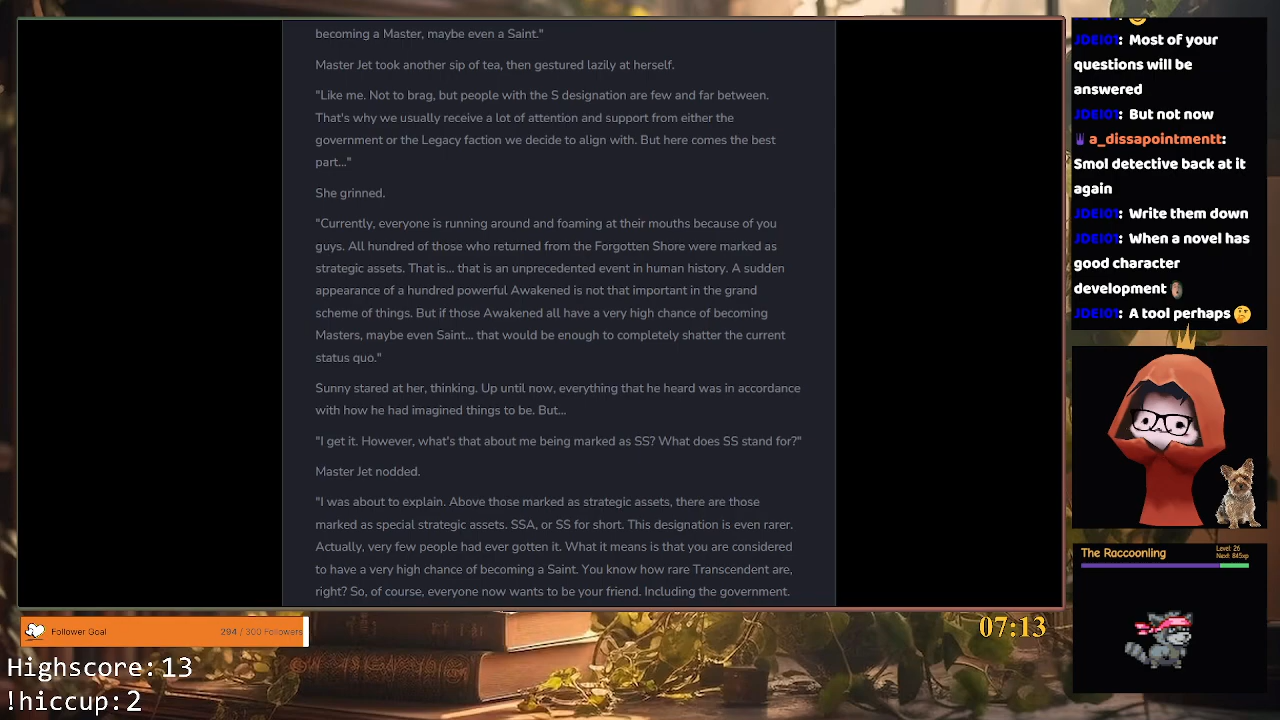 becoming a Master, maybe even a Saint."
Master Jet took another sip of tea, then gestured lazily at herself.
"Like me. Not to brag, but people with the S designation are few and far between.
That's why we usually receive a lot of attention and support from either the
government or the Legacy faction we decide to align with. But here comes the best
part..."
She grinned.
"Currently, everyone is running around and foaming at their mouths because of you
guys. All hundred of those who returned from the Forgotten Shore were marked as
strategic assets. That is... that is an unprecedented event in human history. A sudden
appearance of a hundred powerful Awakened is not that important in the grand
scheme of things. But if those Awakened all have a very high chance of becoming
Masters, maybe even Saint... that would be enough to completely shatter the current
status quo."
Sunny stared at her, thinking. Up until now, everything that he heard was in accordance
with how he had imagined things to be. But...
"I get it. However, what's that about me being marked as SS? What does SS stand for?"
Master Jet nodded.
"I was about to explain. Above those marked as strategic assets, there are those
marked as special strategic assets. SSA, or SS for short. This designation is even rarer.
Actually, very few people had ever gotten it. What it means is that you are considered
to have a very high chance of becoming a Saint. You know how rare Transcendent are,
right? So, of course, everyone now wants to be your friend. Including the government.
JDEI01: Most of your
questions will be
answered
JDEI01: But not now
a_dissapointmentt:
Smol detective back at it
again
JDEI01: Write them down
JDEI01: When a novel has
good character
development
JDEI01: A tool perhaps
The Raccoonling
Level: 26
Next: 845xp
Follower Goal
294 / 300 Followers
07:13
Highscore:13
!hiccup:2